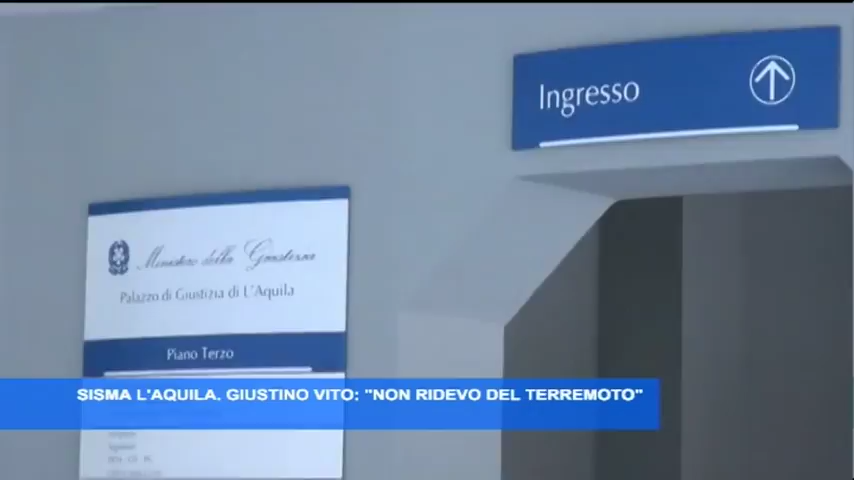 Ingresso
Ministero della Giustizia
Palazzo di Giustizia di L'Aquila
Piano Terzo
SISMA L'AQUILA. GIUSTINO VITO: "NON RIDEVO DEL TERREMOTO"